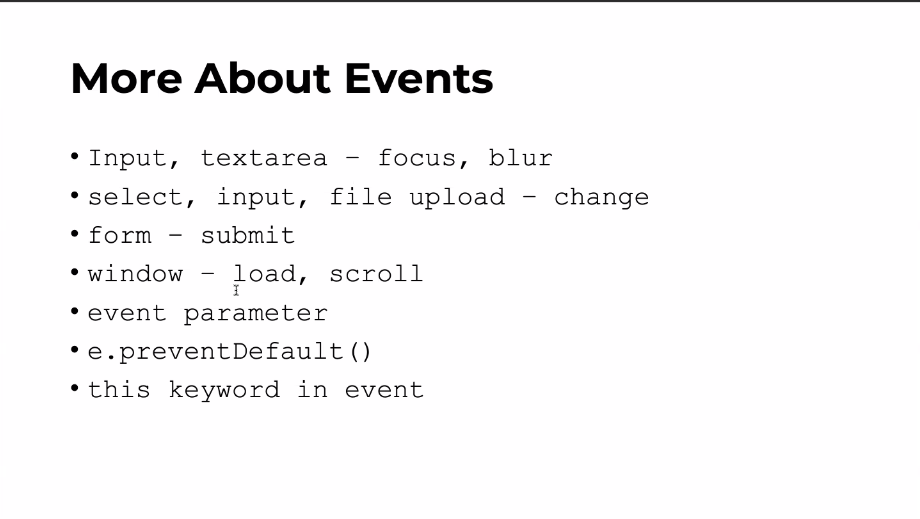 More About Events
• Input, textarea – focus, blur
• select, input, file upload – change
• form – submit
• window – load, scroll
• event parameter
• e.preventDefault()
• this keyword in event